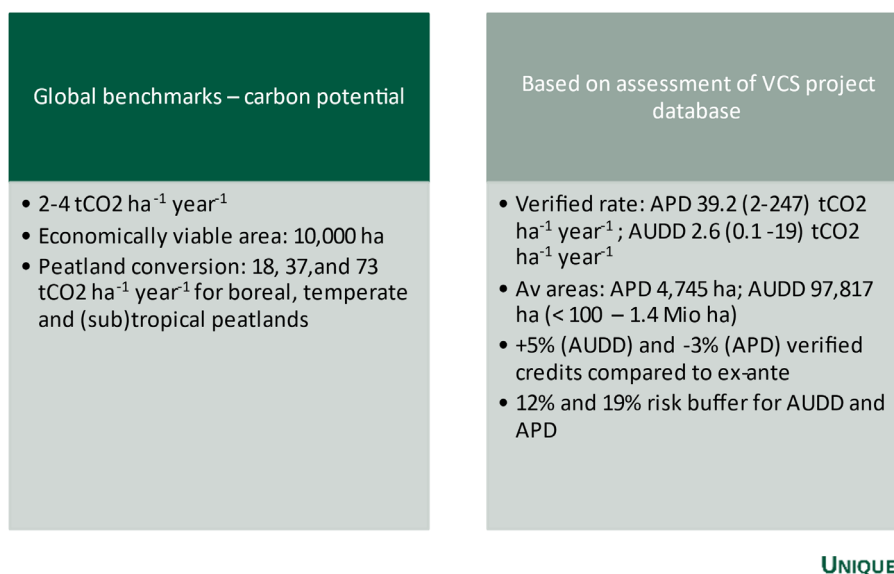 Global benchmarks – carbon potential
• 2-4 tCO2 ha⁻¹ year⁻¹
• Economically viable area: 10,000 ha
• Peatland conversion: 18, 37,and 73
tCO2 ha⁻¹ year⁻¹ for boreal, temperate
and (sub)tropical peatlands
Based on assessment of VCS project
database
• Verified rate: APD 39.2 (2-247) tCO2
ha⁻¹ year⁻¹ ; AUDD 2.6 (0.1 -19) tCO2
ha⁻¹ year⁻¹
• Av areas: APD 4,745 ha; AUDD 97,817
ha (< 100 – 1.4 Mio ha)
• +5% (AUDD) and -3% (APD) verified
credits compared to ex-ante
• 12% and 19% risk buffer for AUDD and
APD
UNIQUE